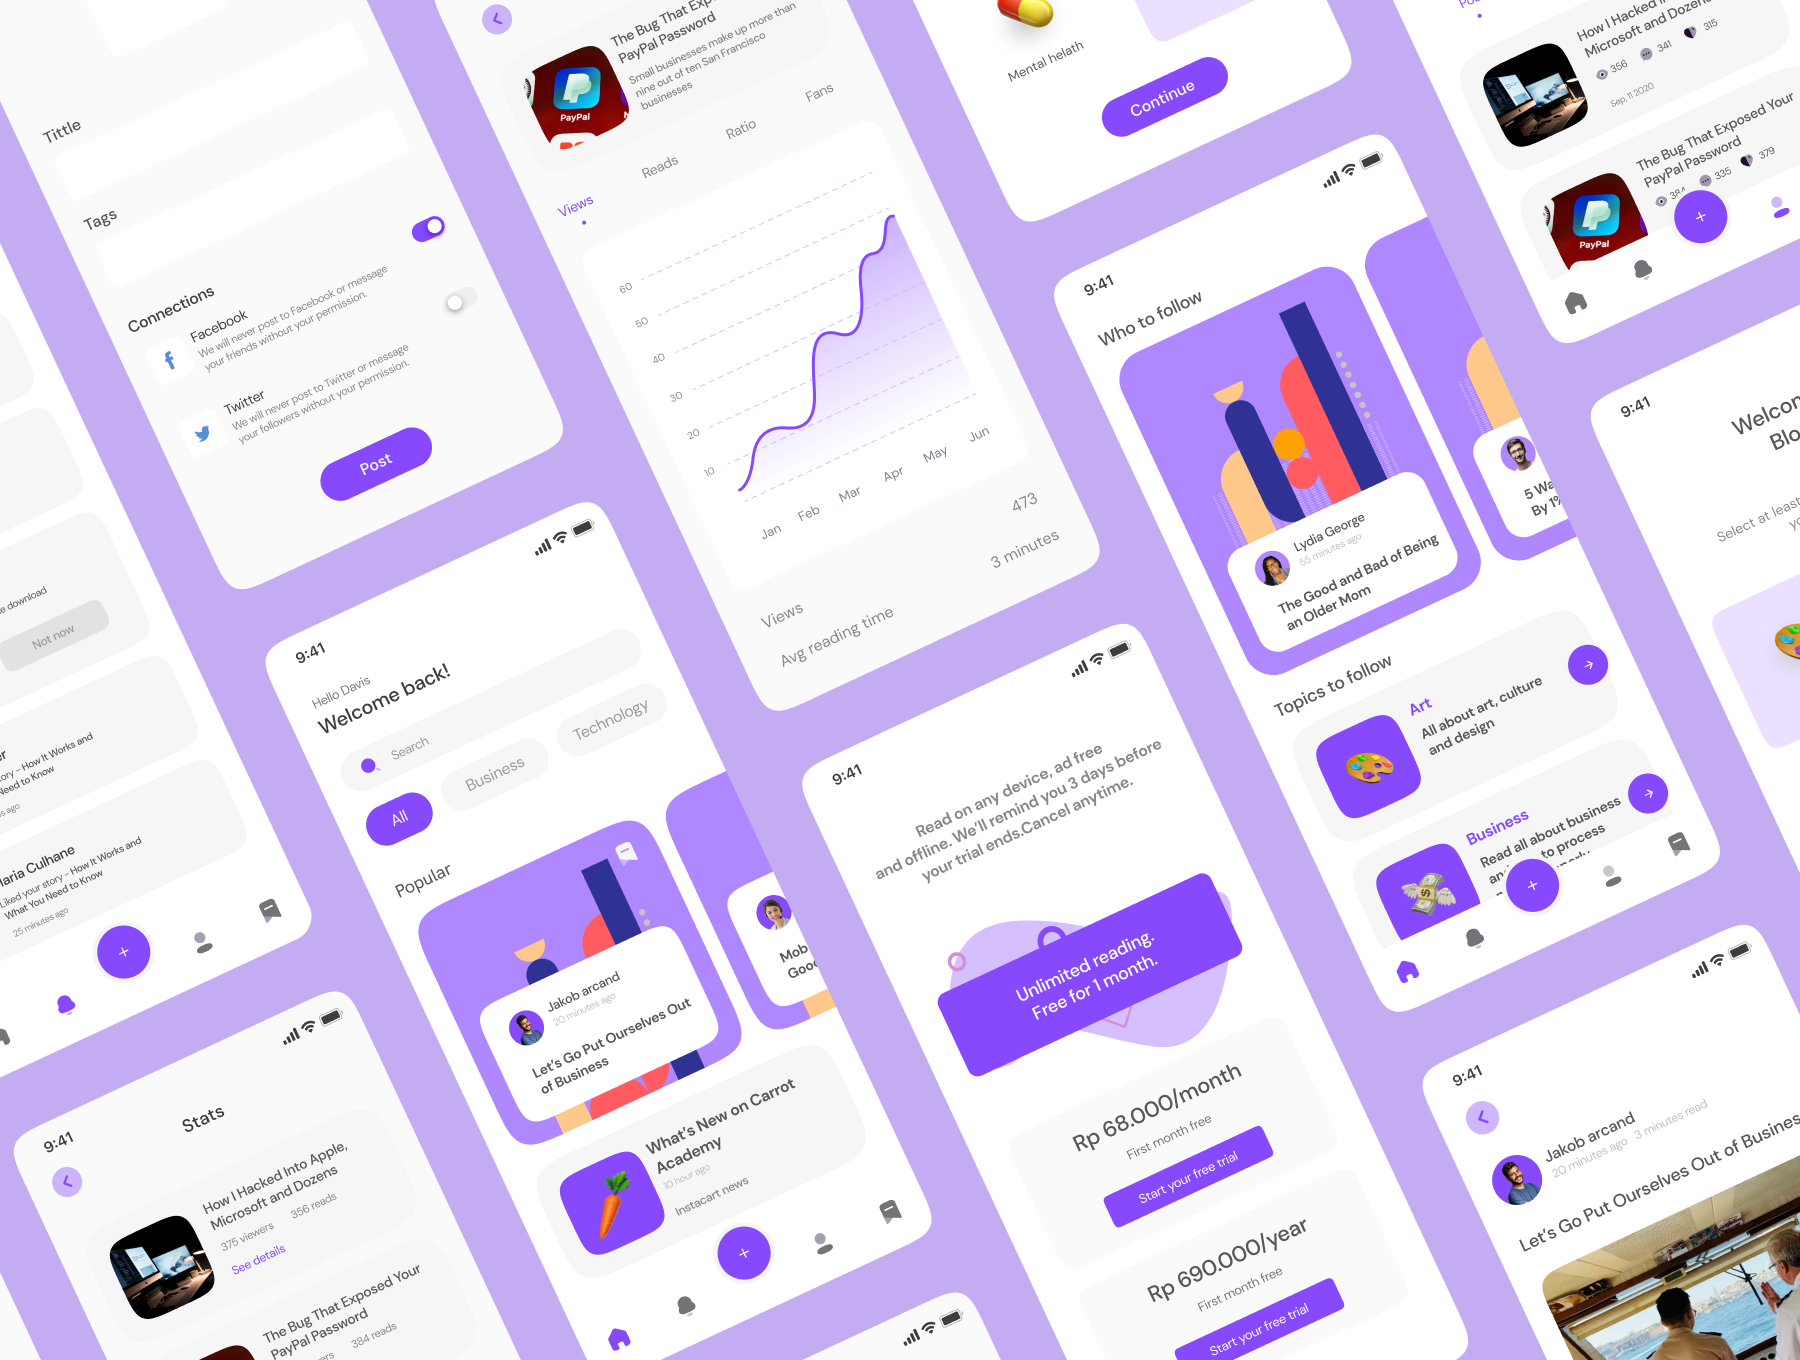 Tittle
Tags
Connections
Facebook
We will never post to Facebook or message
your friends without your permission.
Twitter
We will never post to Twitter or message
your followers without your permission.
Post
The Bug That Exposed Your
PayPal Password
Small businesses make up more than
nine out of ten San Francisco
businesses
PayPal
Views
Reads
Ratio
Fans
60
50
40
30
20
10
Jan
Feb
Mar
Apr
May
Jun
Views
473
Avg reading time
3 minutes
Mental helath
Continue
How I Hacked Into
Microsoft and Dozens
356
341
315
Sep, 11 2020
The Bug That Exposed Your
PayPal Password
384
335
379
PayPal
+
download
Not now
story - How It Works and
Need to Know
ago
Maria Culhane
Liked your story - How It Works and
What You Need to Know
25 minutes ago
+
9:41
Hello Davis
Welcome back!
Search
All
Business
Technology
Popular
Jakob arcand
20 minutes ago
Let's Go Put Ourselves Out
of Business
Mob
Good
What's New on Carrot
Academy
10 hour ago
Instacart news
+
9:41
Who to follow
Lydia George
55 minutes ago
The Good and Bad of Being
an Older Mom
5 Wa
By 1%
Topics to follow
Art
All about art, culture
and design
Business
Read all about business
to process
+
9:41
Read on any device, ad free
and offline. We'll remind you 3 days before
your trial ends.Cancel anytime.
Unlimited reading.
Free for 1 month.
Rp 68.000/month
First month free
Start your free trial
Rp 690.000/year
First month free
Start your free trial
9:41
Welcom
Blo
Select at least
9:41
Stats
How I Hacked Into Apple,
Microsoft and Dozens
375 viewers
356 reads
See details
The Bug That Exposed Your
PayPal Password
384 reads
9:41
Jakob arcand
20 minutes ago
3 minutes read
Let's Go Put Ourselves Out of Busines